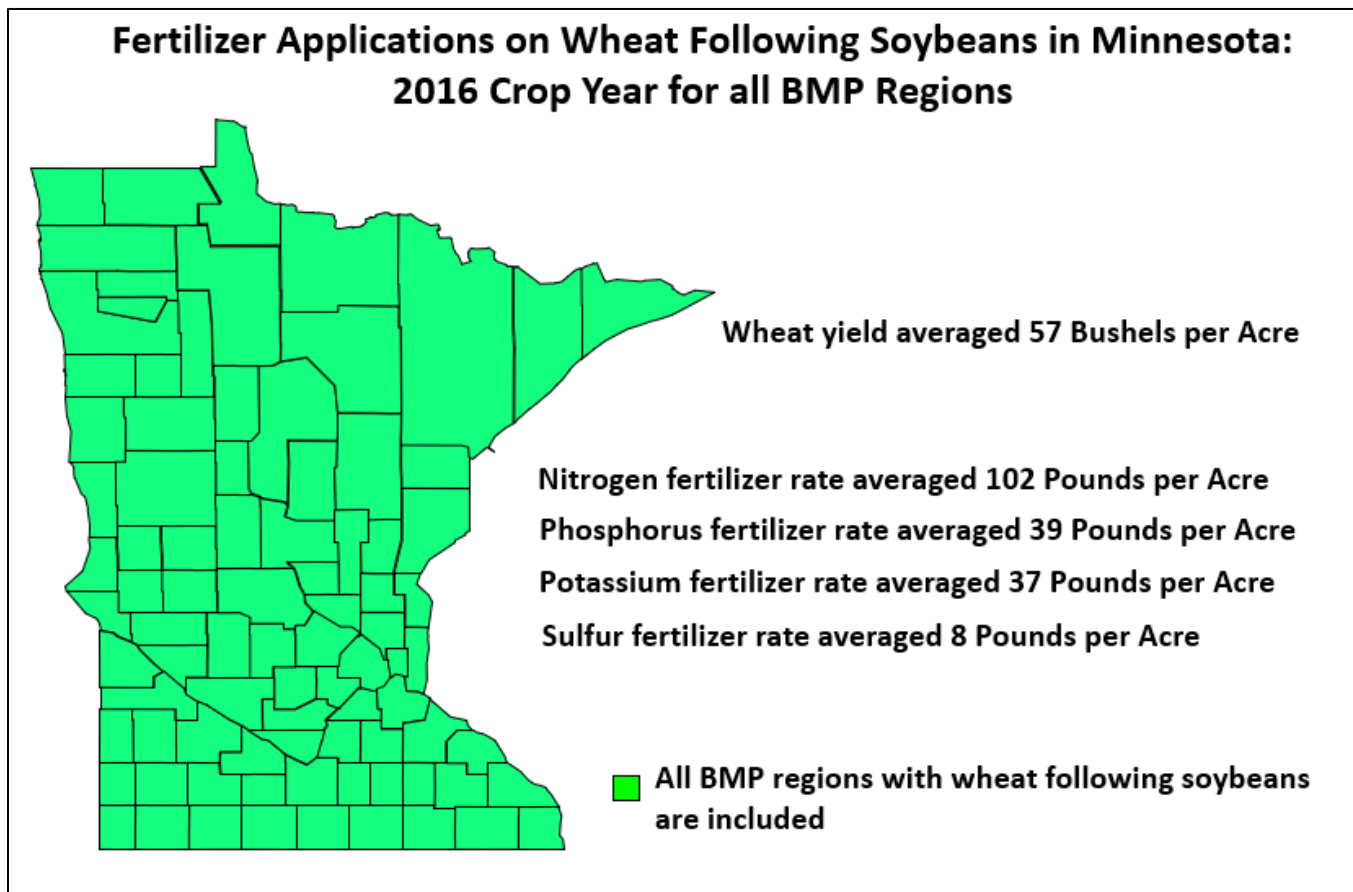 Fertilizer Applications on Wheat Following Soybeans in Minnesota:
2016 Crop Year for all BMP Regions
Wheat yield averaged 57 Bushels per Acre
Nitrogen fertilizer rate averaged 102 Pounds per Acre
Phosphorus fertilizer rate averaged 39 Pounds per Acre
Potassium fertilizer rate averaged 37 Pounds per Acre
Sulfur fertilizer rate averaged 8 Pounds per Acre
All BMP regions with wheat following soybeans
are included